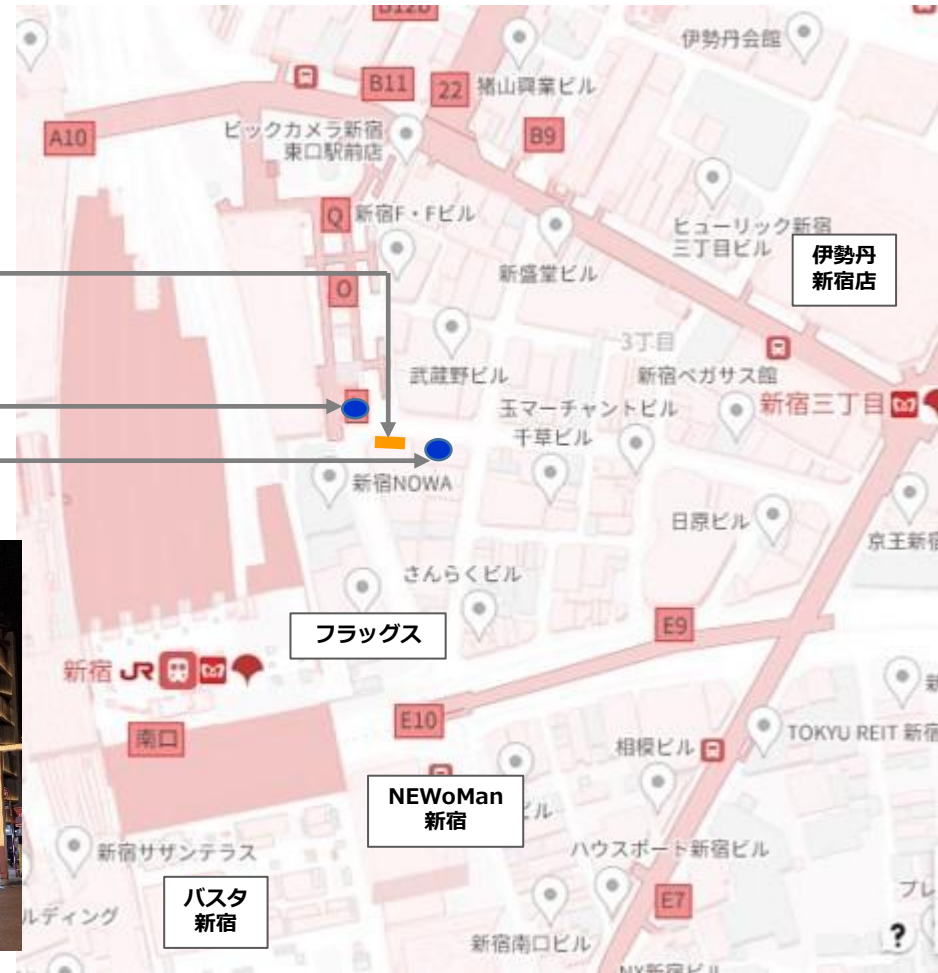 伊勢丹会館
B11
22
猪山興業ビル
A10
ビックカメラ新宿
東口駅前店
B9
Q
新宿F・Fビル
ヒューリック新宿
三丁目ビル
伊勢丹
新宿店
新盛堂ビル
O
3丁目
武蔵野ビル
新宿ペガサス館
玉マーチャントビル
新宿三丁目
千草ビル
新宿NOWA
日原ビル
京王新宿
さんらくビル
フラッグス
E9
新宿 JR
E10
南口
相模ビル
TOKYU REIT 新宿
NEWoMan
新宿
ビル
新宿サザンテラス
ハウスポート新宿ビル
バスタ
新宿
E7
プレ
ルディング
新宿南口ビル
?